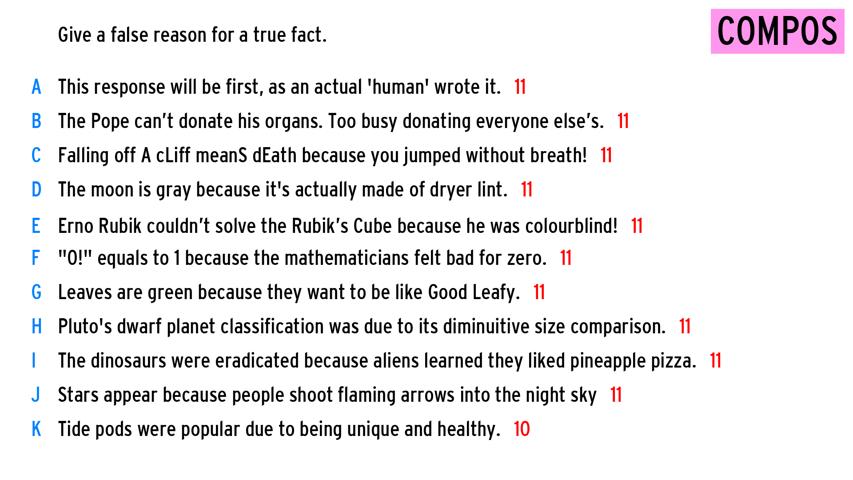 Give a false reason for a true fact.
COMPOS
A This response will be first, as an actual 'human' wrote it. 11
B The Pope can’t donate his organs. Too busy donating everyone else’s. 11
C Falling off A cLiff meanS dEath because you jumped without breath! 11
D The moon is gray because it's actually made of dryer lint. 11
E Erno Rubik couldn’t solve the Rubik’s Cube because he was colourblind! 11
F "0!" equals to 1 because the mathematicians felt bad for zero. 11
G Leaves are green because they want to be like Good Leafy. 11
H Pluto's dwarf planet classification was due to its diminuitive size comparison. 11
I The dinosaurs were eradicated because aliens learned they liked pineapple pizza. 11
J Stars appear because people shoot flaming arrows into the night sky 11
K Tide pods were popular due to being unique and healthy. 10